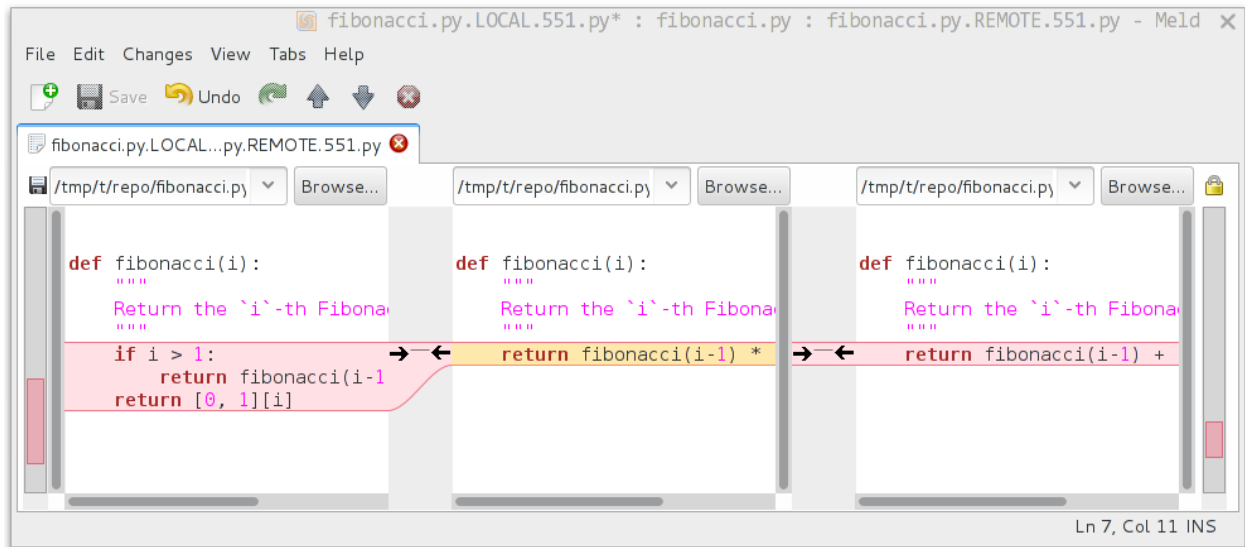 fibonacci.py.LOCAL.551.py* : fibonacci.py : fibonacci.py.REMOTE.551.py - Meld
File Edit Changes View Tabs Help
Save Undo
fibonacci.py.LOCAL...py.REMOTE.551.py
/tmp/t/repo/fibonacci.py Browse... /tmp/t/repo/fibonacci.py Browse... /tmp/t/repo/fibonacci.py Browse...
def fibonacci(i):
"""
Return the `i`-th Fibona
"""
if i > 1:
return fibonacci(i-1
return [0, 1][i]
def fibonacci(i):
"""
Return the `i`-th Fibona
"""
return fibonacci(i-1) *
def fibonacci(i):
"""
Return the `i`-th Fibona
"""
return fibonacci(i-1) +
Ln 7, Col 11 INS